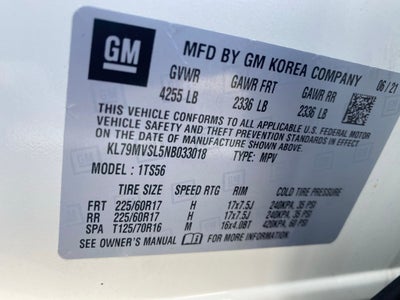 GM
MFD BY GM KOREA COMPANY 06/21
GVWR GAWR FRT GAWR RR
4255 LB 2336 LB 2336 LB
THIS VEHICLE CONFORMS TO ALL APPLICABLE U.S. FEDERAL MOTOR
VEHICLE SAFETY AND THEFT PREVENTION STANDARDS IN EFFECT
ON THE DATE OF MANUFACTURE SHOWN ABOVE.
KL79MVSL5NB033018 TYPE: MPV
MODEL: 1TS56
TIRE SIZE SPEED RTG RIM COLD TIRE PRESSURE
FRT 225/60R17 H 17x7.5J 240KPA, 35 PSI
RR 225/60R17 H 17x7.5J 240KPA, 35 PSI
SPA T125/70R16 M 16x4.0BT 420KPA, 60 PSI
SEE OWNER'S MANUAL FOR MORE INFORMATION.